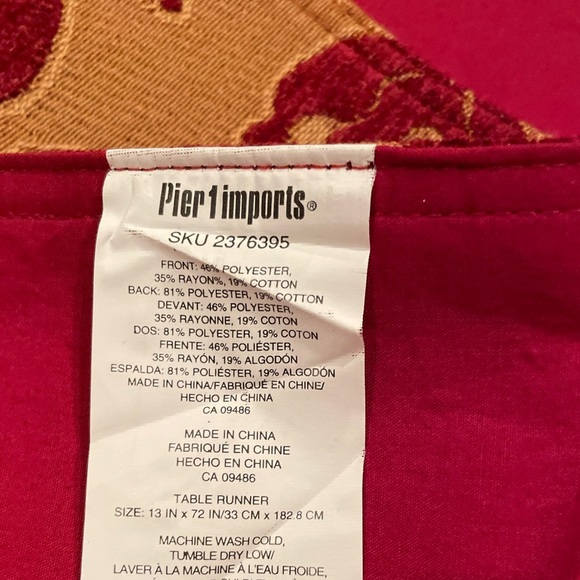 Pier1imports®
SKU 2376395
FRONT: 46% POLYESTER,
35% RAYON%, 19% COTTON
BACK: 81% POLYESTER, 19% COTTON
DEVANT: 46% POLYESTER,
35% RAYONNE, 19% COTON
DOS: 81% POLYESTER, 19% COTON
FRENTE: 46% POLIÉSTER,
35% RAYÓN, 19% ALGODÓN
ESPALDA: 81% POLIÉSTER, 19% ALGODÓN
MADE IN CHINA/FABRIQUÉ EN CHINE/
HECHO EN CHINA
CA 09486
MADE IN CHINA
FABRIQUÉ EN CHINE
HECHO EN CHINA
CA 09486
TABLE RUNNER
SIZE: 13 IN x 72 IN/33 CM x 182.8 CM
MACHINE WASH COLD,
TUMBLE DRY LOW/
LAVER À LA MACHINE À L'EAU FROIDE,